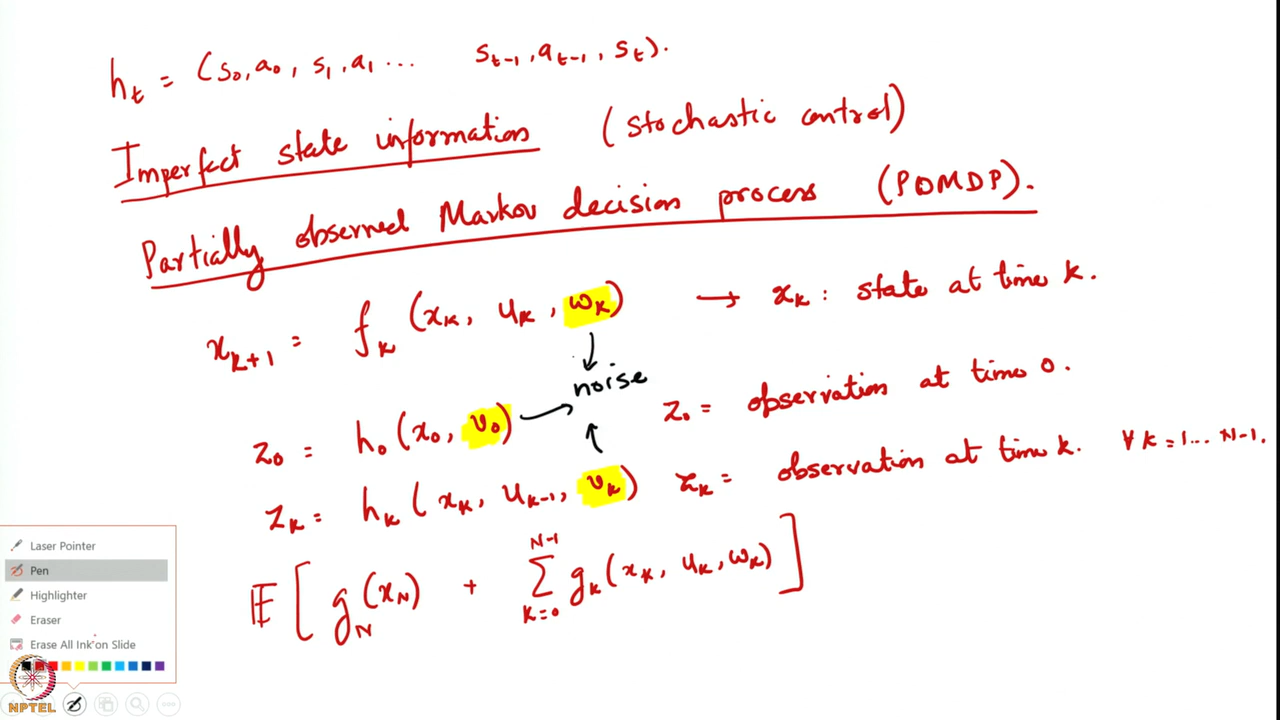 h_t = (s_0, a_0, s_1, a_1 ... s_{t-1}, a_{t-1}, s_t).
Imperfect state information (stochastic control)
Partially observed Markov decision process (POMDP).
x_{k+1} = f_k (x_k, u_k, w_k) → x_k : state at time k.
noise
z_0 = h_0 (x_0, v_0) z_0 = observation at time 0.
z_k = h_k (x_k, u_{k-1}, v_k) z_k = observation at time k. ∀ k = 1... N-1.
𝔼 [ g_N (x_N) + ∑_{k=0}^{N-1} g_k (x_k, u_k, w_k) ]
Laser Pointer
Pen
Highlighter
Eraser
Erase All Ink on Slide
NPTEL